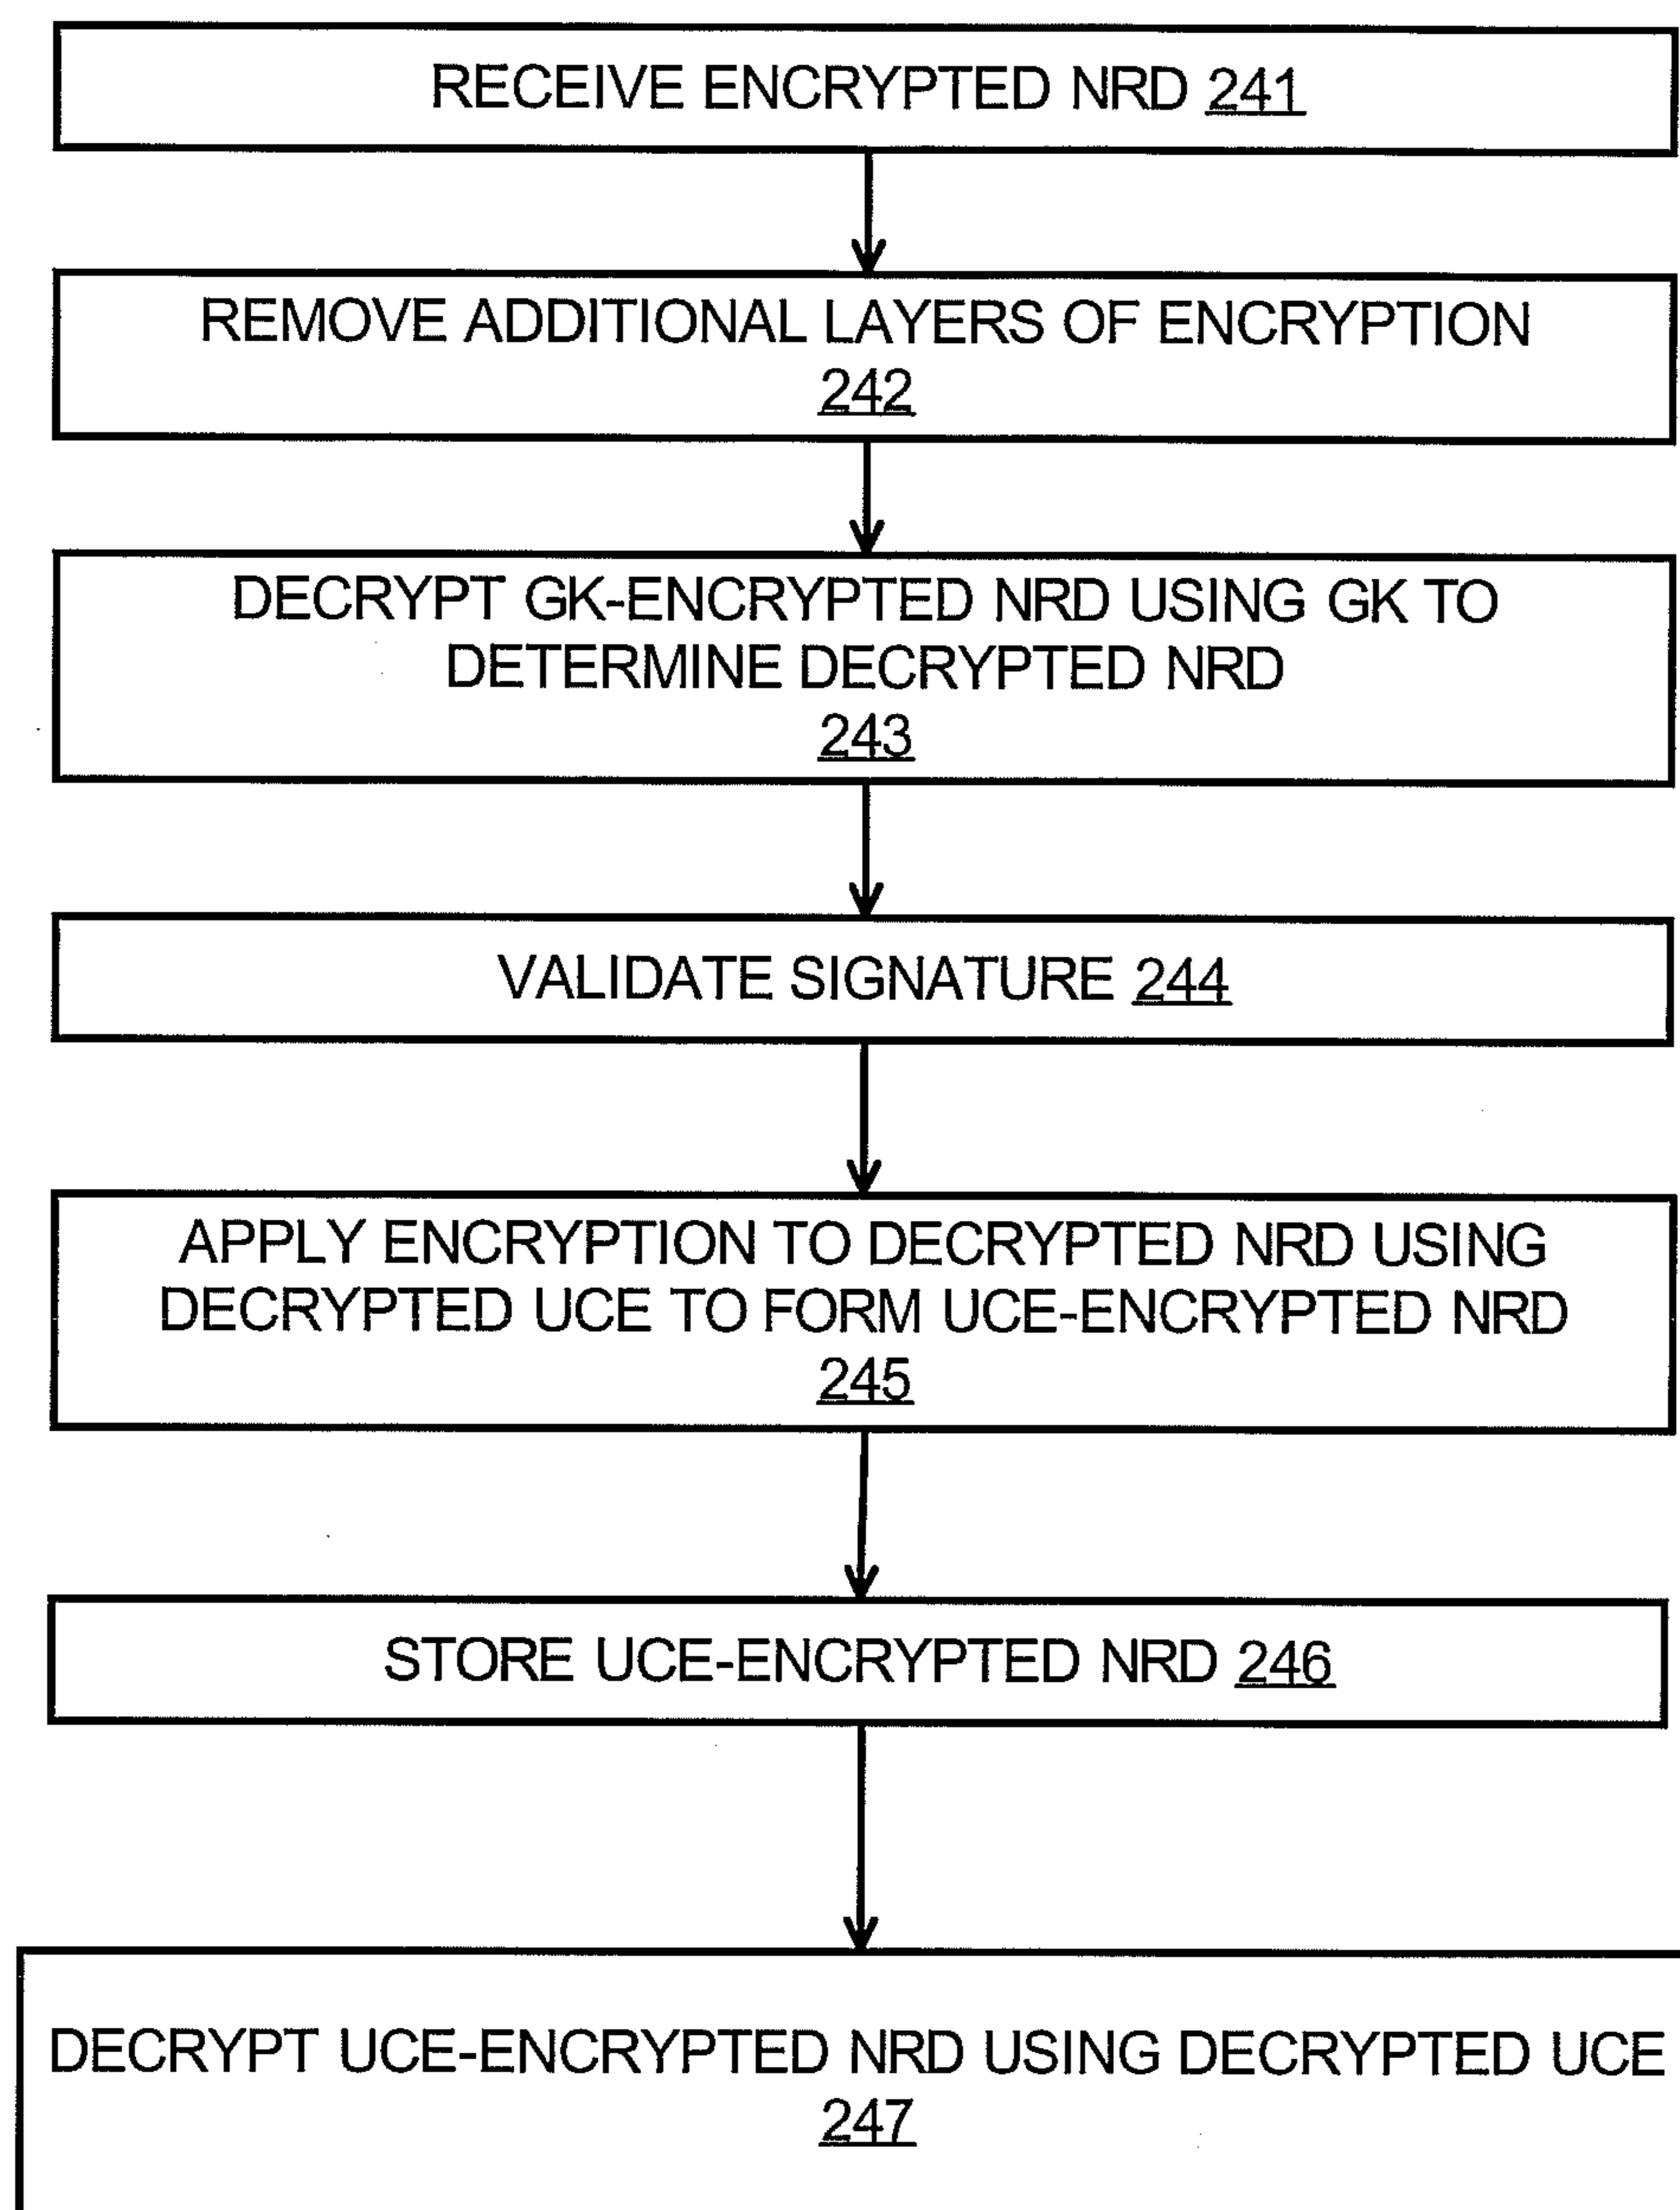 RECEIVE ENCRYPTED NRD 241
REMOVE ADDITIONAL LAYERS OF ENCRYPTION
242
DECRYPT GK-ENCRYPTED NRD USING GK TO
DETERMINE DECRYPTED NRD
243
VALIDATE SIGNATURE 244
APPLY ENCRYPTION TO DECRYPTED NRD USING
DECRYPTED UCE TO FORM UCE-ENCRYPTED NRD
245
STORE UCE-ENCRYPTED NRD 246
DECRYPT UCE-ENCRYPTED NRD USING DECRYPTED UCE
247